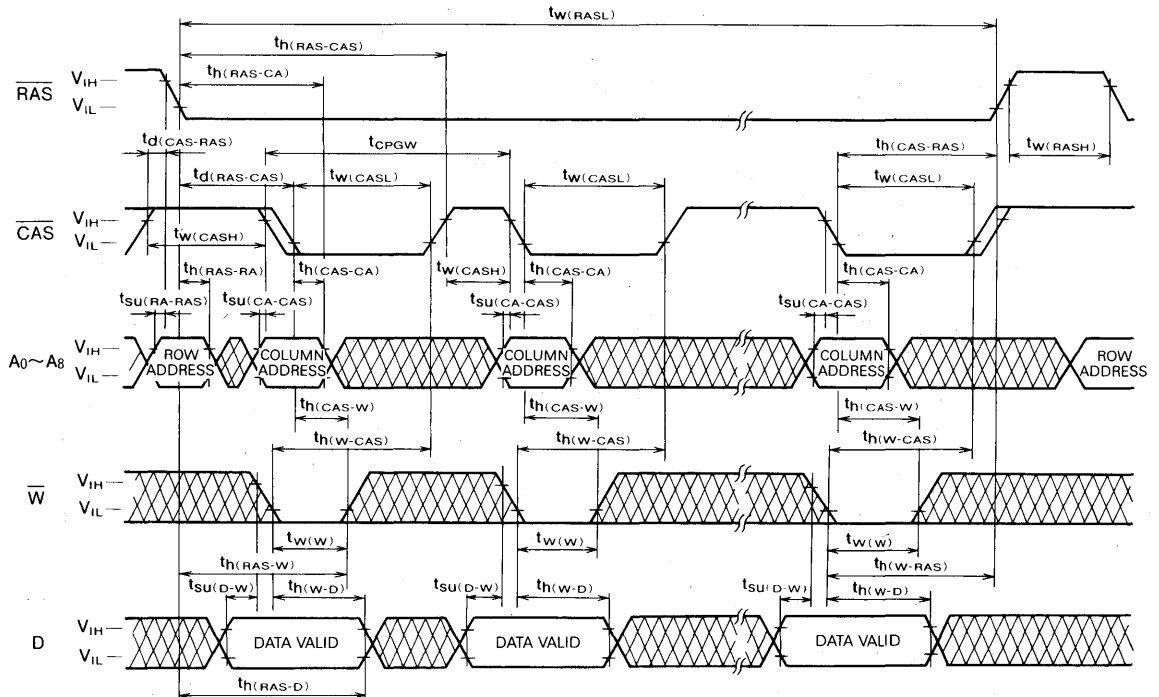 tw(RASL)
th(RAS-CAS)
th(RAS-CA)
RAS
VIH
VIL
td(CAS-RAS)
tCPGW
th(CAS-RAS)
tw(RASH)
td(RAS-CAS)
tw(CASL)
tw(CASL)
tw(CASL)
CAS
VIH
VIL
tw(CASH)
th(RAS-RA)
th(CAS-CA)
tw(CASH)
th(CAS-CA)
th(CAS-CA)
tsu(RA-RAS)
tsu(CA-CAS)
tsu(CA-CAS)
tsu(CA-CAS)
A0~A8
VIH
VIL
ROW ADDRESS
COLUMN ADDRESS
COLUMN ADDRESS
COLUMN ADDRESS
ROW ADDRESS
th(CAS-W)
th(CAS-W)
th(CAS-W)
th(W-CAS)
th(W-CAS)
th(W-CAS)
W
VIH
VIL
tw(W)
tw(W)
tw(W)
th(RAS-W)
th(W-RAS)
tsu(D-W)
th(W-D)
tsu(D-W)
th(W-D)
tsu(D-W)
th(W-D)
D
VIH
VIL
DATA VALID
DATA VALID
DATA VALID
th(RAS-D)